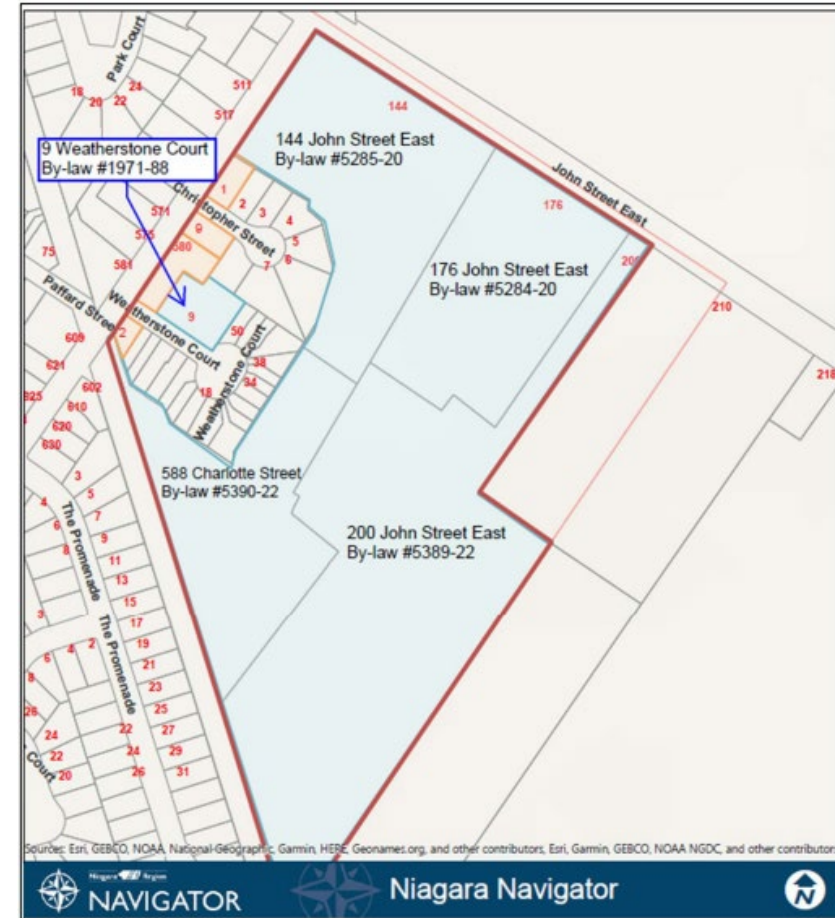 Park Court
18
20
22
24
511
517
144
144 John Street East
By-law #5285-20
9 Weatherstone Court
By-law #1971-88
John Street East
176
Christopher Street
1
2
3
4
5
6
7
9
571
575
580
581
75
176 John Street East
By-law #5284-20
210
218
Paffard Street
2
Weatherstone Court
9
50
38
34
18
Weatherstone Court
609
621
602
610
620
630
588 Charlotte Street
By-law #5390-22
200 John Street East
By-law #5389-22
3
5
7
9
11
13
15
17
19
21
23
25
27
29
31
4
6
8
The Promenade
The Promenade
3
2
4
6
8
26
24
22
20
Court
22
24
26
Sources: Esri, GEBCO, NOAA, National Geographic, Garmin, HERE, Geonames.org, and other contributors, Esri, Garmin, GEBCO, NOAA NGDC, and other contributors
Niagara Region
NAVIGATOR
Niagara Navigator
N